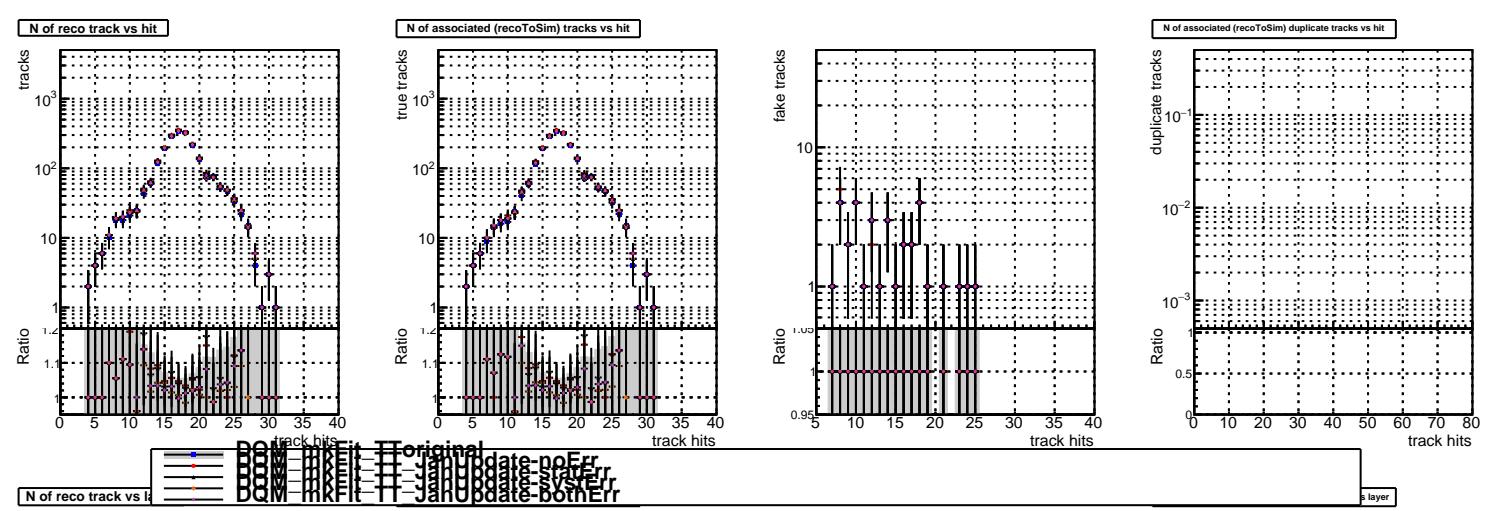 N of reco track vs hit
N of associated (recoToSim) tracks vs hit
N of associated (recoToSim) duplicate tracks vs hit
tracks
10³
10²
10
1
Ratio
1.2
1.1
1
0 5 10 15 20 25 30 35 40
track hits
true tracks
10³
10²
10
1
Ratio
1.2
1.1
1
0 5 10 15 20 25 30 35 40
track hits
fake tracks
10
1
Ratio
1.05
1
0.95
5 10 15 20 25 30 35 40
track hits
duplicate tracks
10⁻¹
10⁻²
10⁻³
Ratio
1
0.5
0
0 10 20 30 40 50 60 70 80
track hits
DQM_mkFit_TToriginal
DQM_mkFit_TT_JanUpdate-noErr
DQM_mkFit_TT_JanUpdate-statErr
DQM_mkFit_TT_JanUpdate-systErr
DQM_mkFit_TT_JanUpdate-bothErr
N of reco track vs
layer